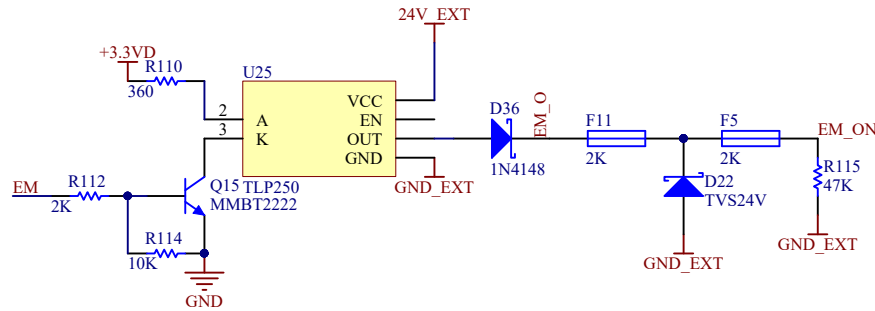 24V_EXT
+3.3VD
R110
360
U25
VCC
EN
OUT
GND
2
A
3
K
TLP250
GND_EXT
D36
1N4148
EM_O
F11
2K
F5
2K
EM_ON
R115
47K
D22
TVS24V
GND_EXT
GND_EXT
EM
R112
2K
Q15
MMBT2222
R114
10K
GND